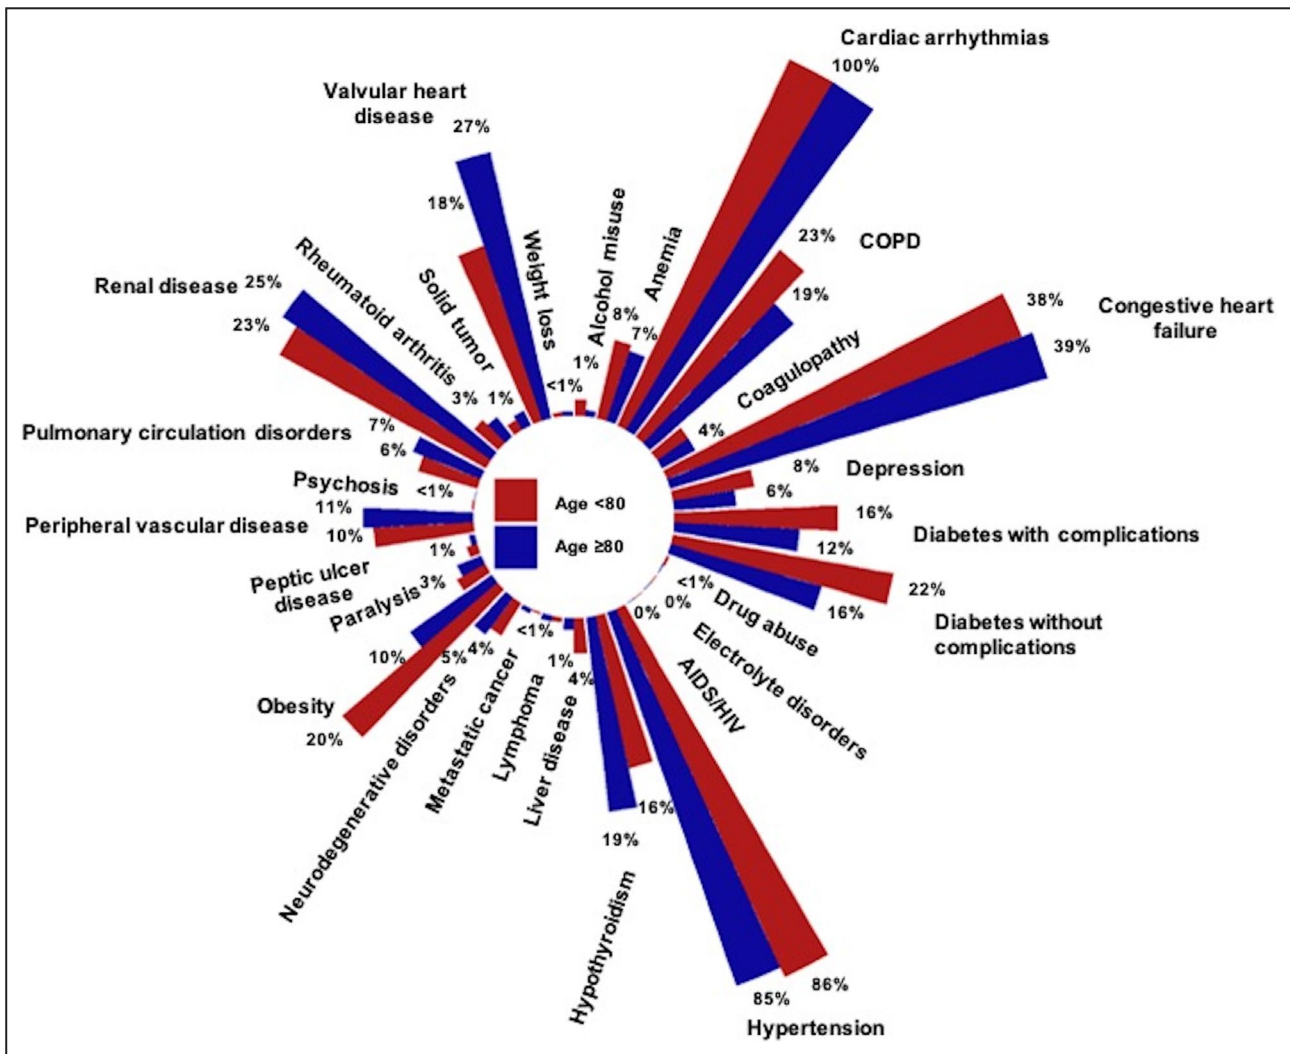 Cardiac arrhythmias
100%
Valvular heart
disease
27%
18%
Weight loss
<1%
Alcohol misuse
1%
Anemia
8%
7%
COPD
23%
19%
Coagulopathy
4%
Congestive heart
failure
38%
39%
Depression
8%
6%
Diabetes with complications
16%
12%
Diabetes without
complications
22%
16%
Drug abuse
<1%
Electrolyte disorders
0%
AIDS/HIV
0%
Hypertension
86%
85%
Hypothyroidism
16%
19%
Liver disease
4%
1%
Lymphoma
<1%
Metastatic cancer
4%
5%
Neurodegenerative disorders
Obesity
10%
20%
Paralysis
3%
Peptic ulcer
disease
1%
Peripheral vascular disease
11%
10%
Psychosis
<1%
Pulmonary circulation disorders
7%
6%
Renal disease
25%
23%
Rheumatoid arthritis
3%
Solid tumor
1%
Age <80
Age ≥80